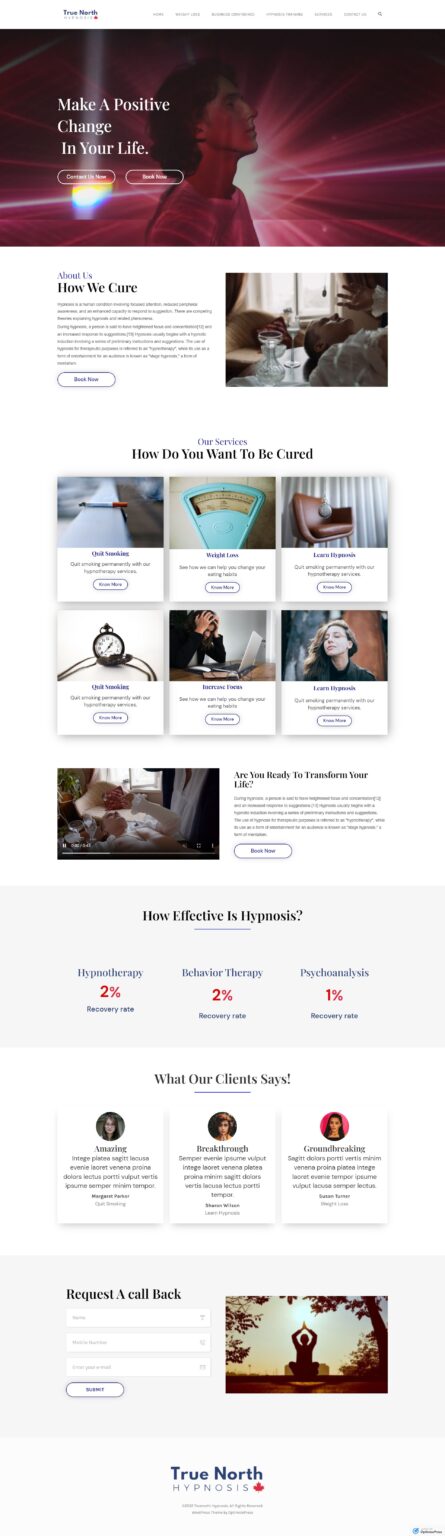 True North
HYPNOSIS
HOME
WEIGHT LOSS
BUSINESS CONFIDENCE
HYPNOSIS TRAINING
SERVICES
CONTACT US
Make A Positive
Change
In Your Life.
Contact Us Now
Book Now
About Us
How We Cure
Hypnosis is a human condition involving focused attention, reduced peripheral
awareness, and an enhanced capacity to respond to suggestion. There are competing
theories explaining hypnosis and related phenomena.
During hypnosis, a person is said to have heightened focus and concentration[12] and
an increased response to suggestions.[13] Hypnosis usually begins with a hypnotic
induction involving a series of preliminary instructions and suggestions. The use of
hypnosis for therapeutic purposes is referred to as "hypnotherapy", while its use as a
form of entertainment for an audience is known as "stage hypnosis," a form of
mentalism.
Book Now
Our Services
How Do You Want To Be Cured
Quit Smoking
Quit smoking permanently with our
hypnotherapy services.
Know More
Weight Loss
See how we can help you change your
eating habits
Know More
Learn Hypnosis
Quit smoking permanently with our
hypnotherapy services.
Know More
Quit Smoking
Quit smoking permanently with our
hypnotherapy services.
Know More
Increase Focus
See how we can help you change your
eating habits
Know More
Learn Hypnosis
Quit smoking permanently with our
hypnotherapy services.
Know More
Are You Ready To Transform Your
Life?
During hypnosis, a person is said to have heightened focus and concentration[12]
and an increased response to suggestions.[13] Hypnosis usually begins with a
hypnotic induction involving a series of preliminary instructions and suggestions. The
use of hypnosis for therapeutic purposes is referred to as "hypnotherapy", while
its use as a form of entertainment for an audience is known as "stage hypnosis," a
form of mentalism.
Book Now
How Effective Is Hypnosis?
Hypnotherapy
2%
Recovery rate
Behavior Therapy
2%
Recovery rate
Psychoanalysis
1%
Recovery rate
What Our Clients Says!
Amazing
Intege platea sagit lacusa
evenie laoret venena proina
dolors lectus portti vulput vertis
ipsume semper minim tempor.
Margaret Parker
Quit Smoking
Breakthrough
Semper evenie ipsume vulput
intege laoret venena platea
proina minim sagitt dolors
vertis lacusa lectus portti
tempor.
Sharon Wilson
Learn Hypnosis
Groundbreaking
Sagitt dolors portti vertis minim
venena proina platea intege
laoret evenie tempor vulput
lacusa semper lectus.
Susan Turner
Weight Loss
Request A call Back
Name
Mobile Number
Enter your e-mail
SUBMIT
True North
HYPNOSIS
WordPress Theme by OptimizePress
OptimizePress